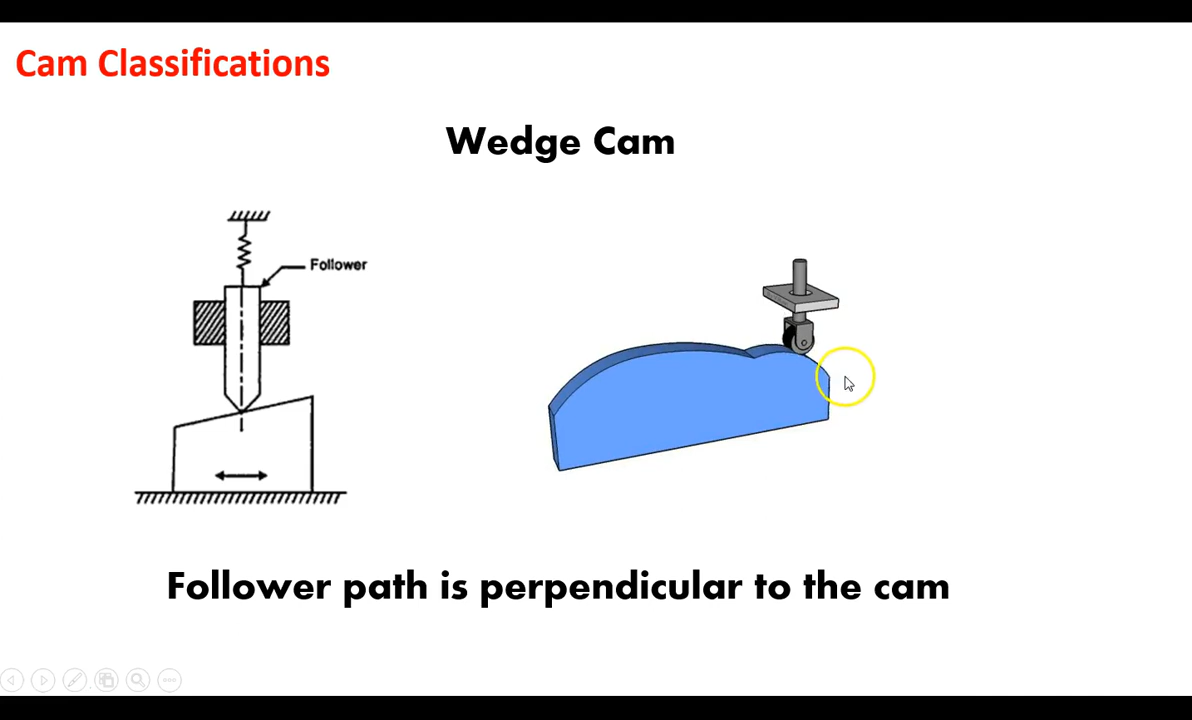 Cam Classifications
Wedge Cam
Follower
Follower path is perpendicular to the cam